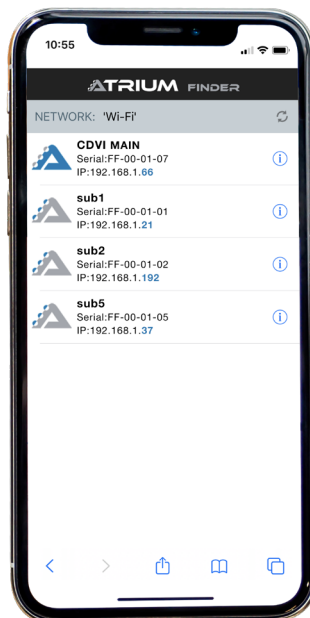 10:55
ATRIUM FINDER
NETWORK: 'Wi-Fi'
CDVI MAIN
Serial:FF-00-01-07
IP:192.168.1.66
sub1
Serial:FF-00-01-01
IP:192.168.1.21
sub2
Serial:FF-00-01-02
IP:192.168.1.192
sub5
Serial:FF-00-01-05
IP:192.168.1.37